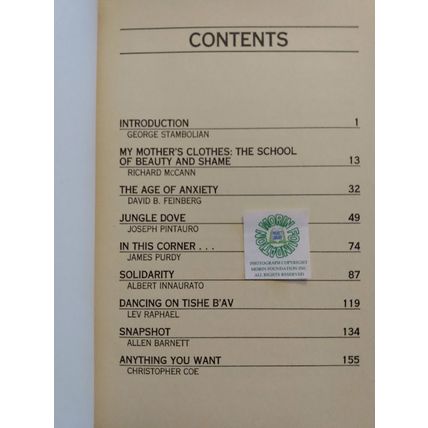 CONTENTS
INTRODUCTION 1
GEORGE STAMBOLIAN
MY MOTHER'S CLOTHES: THE SCHOOL
OF BEAUTY AND SHAME 13
RICHARD McCANN
THE AGE OF ANXIETY 32
DAVID B. FEINBERG
JUNGLE DOVE 49
JOSEPH PINTAURO
IN THIS CORNER . . . 74
JAMES PURDY
SOLIDARITY 87
ALBERT INNAURATO
DANCING ON TISHE B'AV 119
LEV RAPHAEL
SNAPSHOT 134
ALLEN BARNETT
ANYTHING YOU WANT 155
CHRISTOPHER COE
MORIN FOUNDATION
PHOTOGRAPH COPYRIGHT
MORIN FOUNDATION INC.
ALL RIGHTS RESERVED